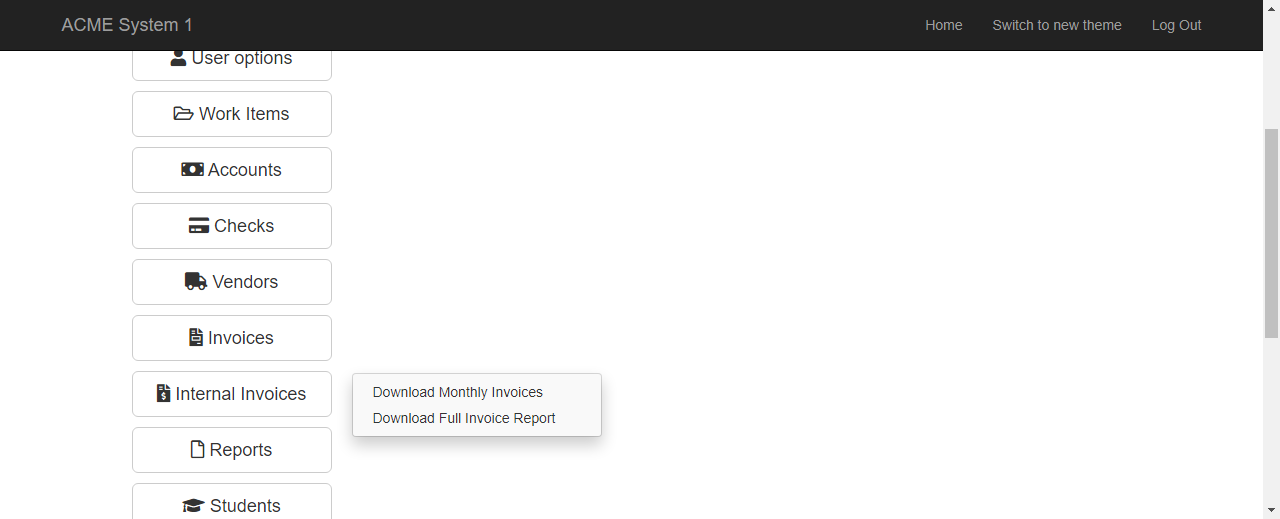 ACME System 1
Home
Switch to new theme
Log Out
User options
Work Items
Accounts
Checks
Vendors
Invoices
Internal Invoices
Download Monthly Invoices
Download Full Invoice Report
Reports
Students